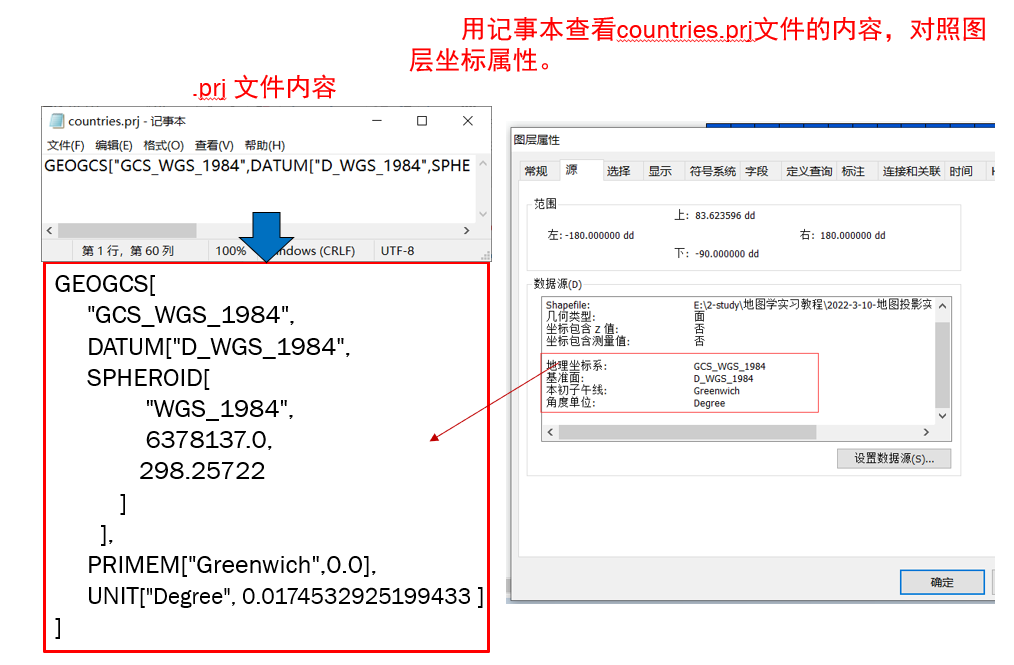 用记事本查看countries.prj文件的内容，对照图
层坐标属性。
.prj 文件内容
countries.prj - 记事本
文件(F) 编辑(E) 格式(O) 查看(V) 帮助(H)
GEOGCS["GCS_WGS_1984",DATUM["D_WGS_1984",SPHE
第 1 行，第 60 列 100% ndows (CRLF) UTF-8
GEOGCS[
"GCS_WGS_1984",
DATUM["D_WGS_1984",
SPHEROID[
"WGS_1984",
6378137.0,
298.25722
]
],
PRIMEM["Greenwich",0.0],
UNIT["Degree", 0.0174532925199433 ]
]
图层属性
常规 源 选择 显示 符号系统 字段 定义查询 标注 连接和关联 时间
范围
上: 83.623596 dd
左: -180.000000 dd 右: 180.000000 dd
下: -90.000000 dd
数据源(D)
Shapefile: E:\2-study\地图学实习教程\2022-3-10-地图投影实
几何类型: 面
坐标包含 Z 值: 否
坐标包含测量值: 否
地理坐标系: GCS_WGS_1984
基准面: D_WGS_1984
本初子午线: Greenwich
角度单位: Degree
设置数据源(S)...
确定